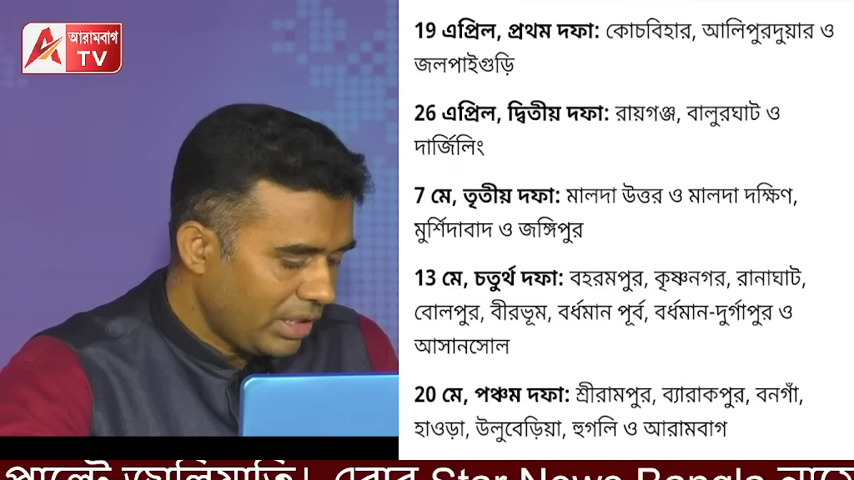 আরামবাগ
TV
19 এপ্রিল, প্রথম দফা: কোচবিহার, আলিপুরদুয়ার ও
জলপাইগুড়ি
26 এপ্রিল, দ্বিতীয় দফা: রায়গঞ্জ, বালুরঘাট ও
দার্জিলিং
7 মে, তৃতীয় দফা: মালদা উত্তর ও মালদা দক্ষিণ,
মুর্শিদাবাদ ও জঙ্গিপুর
13 মে, চতুর্থ দফা: বহরমপুর, কৃষ্ণনগর, রানাঘাট,
বোলপুর, বীরভূম, বর্ধমান পূর্ব, বর্ধমান-দুর্গাপুর ও
আসানসোল
20 মে, পঞ্চম দফা: শ্রীরামপুর, ব্যারাকপুর, বনগাঁ,
হাওড়া, উলুবেড়িয়া, হুগলি ও আরামবাগ
Star News Bangla